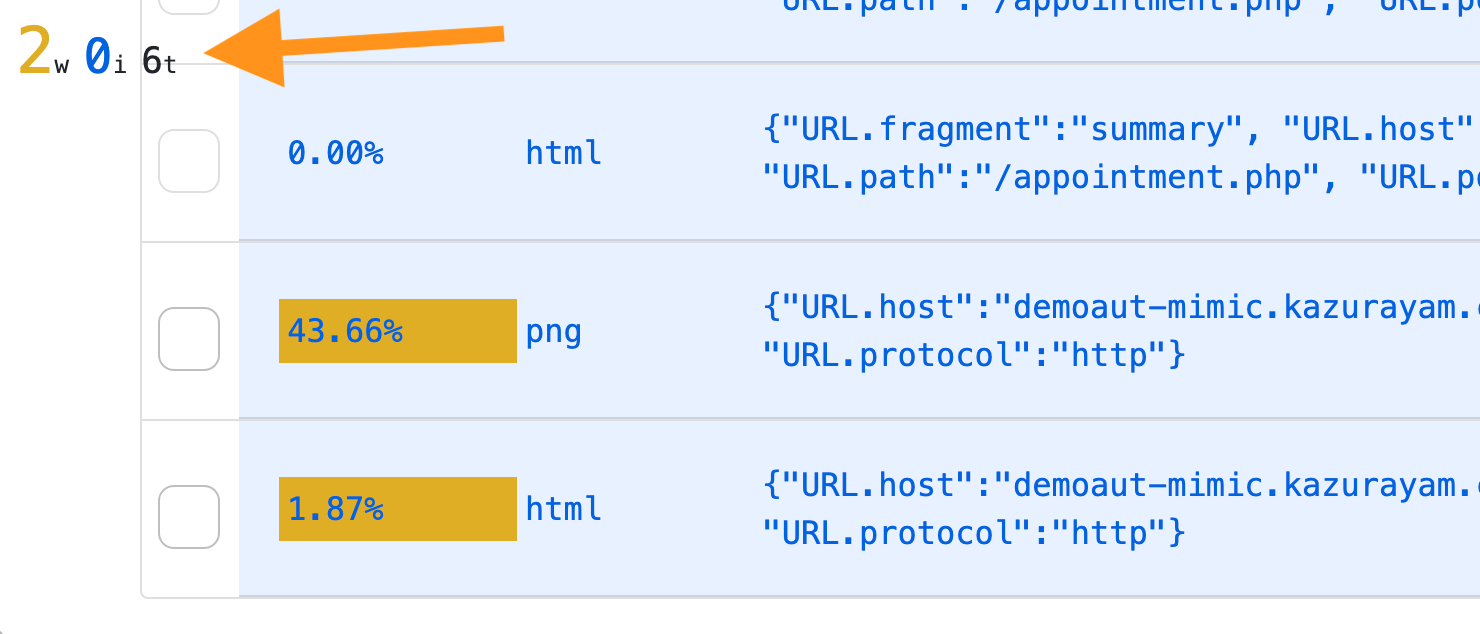 "URL.path":"/appointment.php", "URL.p
2w 0i 6t
0.00% html {"URL.fragment":"summary", "URL.host"
"URL.path":"/appointment.php", "URL.p
43.66% png {"URL.host":"demoaut-mimic.kazurayam.
"URL.protocol":"http"}
1.87% html {"URL.host":"demoaut-mimic.kazurayam.
"URL.protocol":"http"}